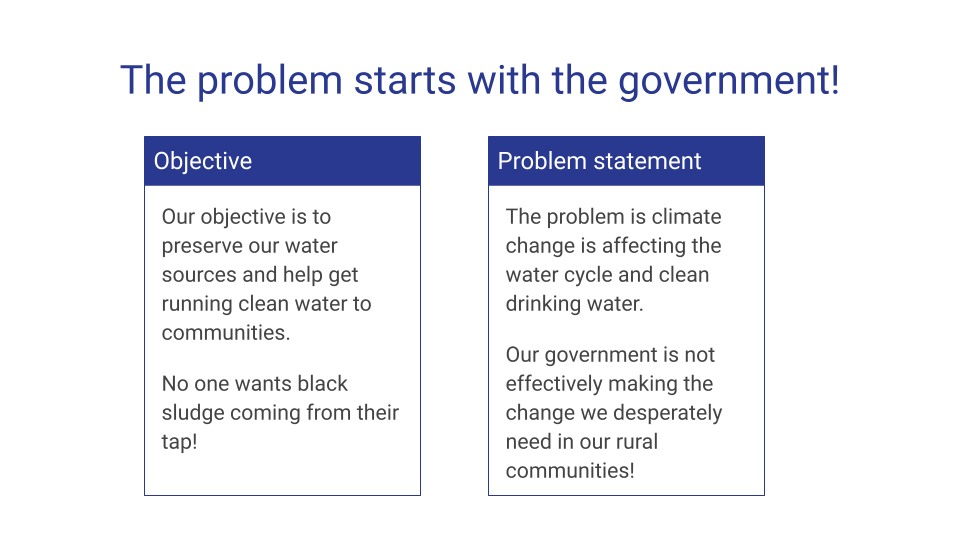 The problem starts with the government!
Objective
Our objective is to
preserve our water
sources and help get
running clean water to
communities.
No one wants black
sludge coming from their
tap!
Problem statement
The problem is climate
change is affecting the
water cycle and clean
drinking water.
Our government is not
effectively making the
change we desperately
need in our rural
communities!